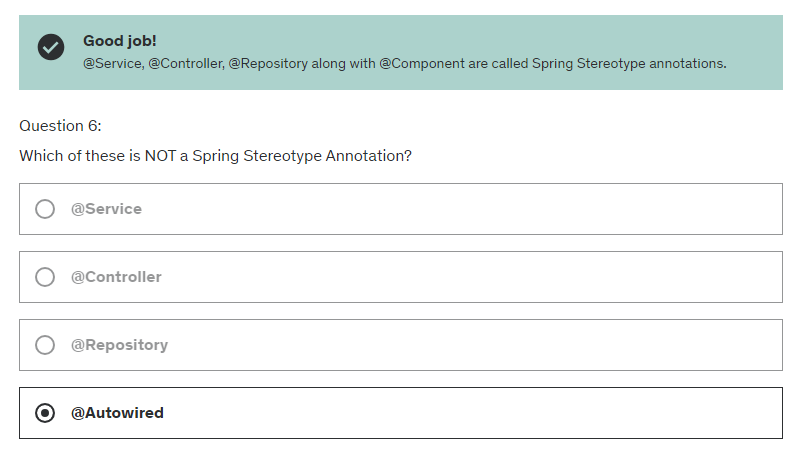 Good job!
@Service, @Controller, @Repository along with @Component are called Spring Stereotype annotations.
Question 6:
Which of these is NOT a Spring Stereotype Annotation?
@Service
@Controller
@Repository
@Autowired